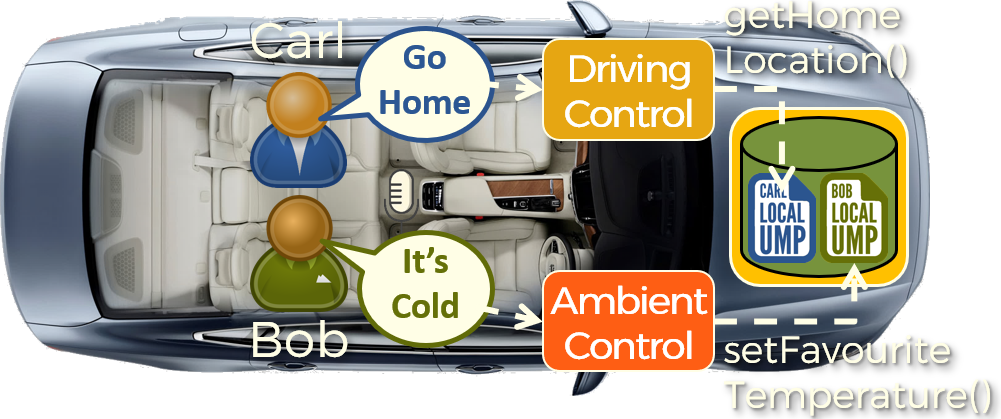 Carl
Go
Home
Driving
Control
getHome
Location()
CARL
LOCAL
UMP
BOB
LOCAL
UMP
It's
Cold
Bob
Ambient
Control
setFavourite
Temperature()